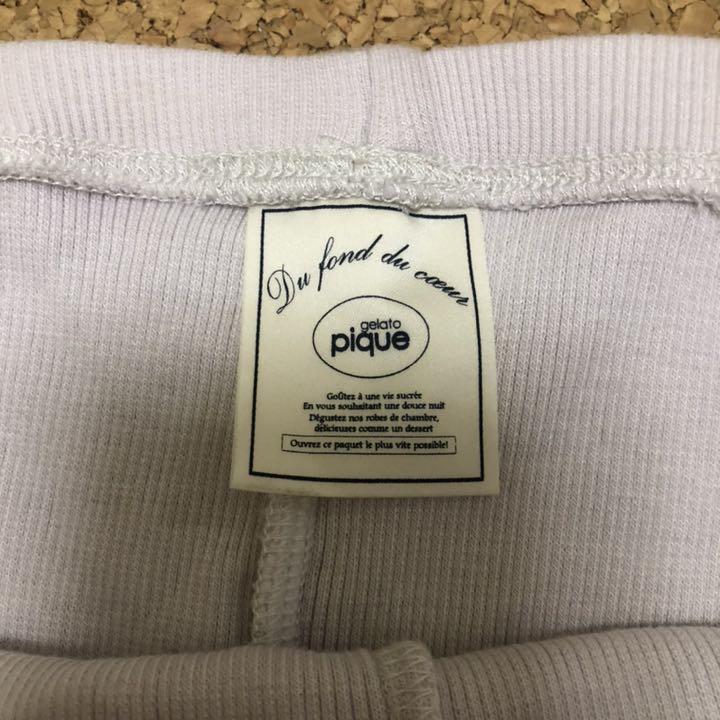 Du fond du cœur
gelato
pique
Goûtez à une vie sucrée
En vous souhaitant une douce nuit
Dégustez nos robes de chambre,
délicieuses comme un dessert
Ouvrez ce paquet le plus vite possible!